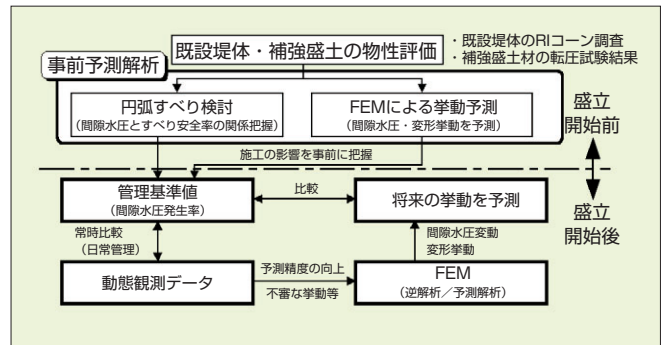 既設堤体・補強盛土の物性評価
・既設堤体のRIコーン調査
・補強盛土材の転圧試験結果
事前予測解析
円弧すべり検討
(間隙水圧とすべり安全率の関係把握)
FEMによる挙動予測
(間隙水圧・変形挙動を予測)
盛立
開始前
施工の影響を事前に把握
管理基準値
(間隙水圧発生率)
比較
将来の挙動を予測
盛立
開始後
常時比較
(日常管理)
間隙水圧変動
変形挙動
動態観測データ
予測精度の向上
不審な挙動等
FEM
(逆解析/予測解析)